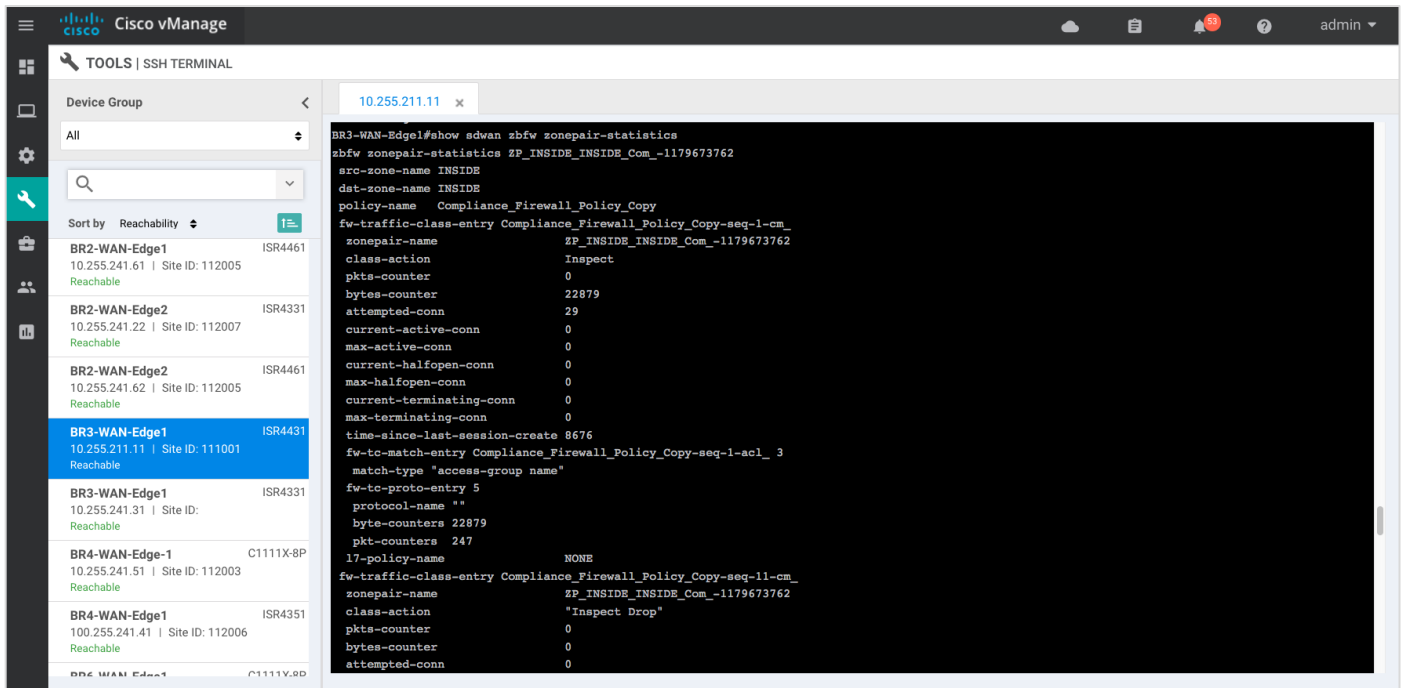 cisco Cisco vManage
53
admin
TOOLS | SSH TERMINAL
Device Group
All
Sort by Reachability
BR2-WAN-Edge1 ISR4461
10.255.241.61 | Site ID: 112005
Reachable
BR2-WAN-Edge2 ISR4331
10.255.241.22 | Site ID: 112007
Reachable
BR2-WAN-Edge2 ISR4461
10.255.241.62 | Site ID: 112005
Reachable
BR3-WAN-Edge1 ISR4431
10.255.211.11 | Site ID: 111001
Reachable
BR3-WAN-Edge1 ISR4331
10.255.241.31 | Site ID:
Reachable
BR4-WAN-Edge-1 C1111X-8P
10.255.241.51 | Site ID: 112003
Reachable
BR4-WAN-Edge1 ISR4351
100.255.241.41 | Site ID: 112006
Reachable
BR6-WAN-Edge1 C1111X-8P
10.255.211.11 ×
BR3-WAN-Edge1#show sdwan zbfw zonepair-statistics
zbfw zonepair-statistics ZP_INSIDE_INSIDE_Com_-1179673762
src-zone-name INSIDE
dst-zone-name INSIDE
policy-name Compliance_Firewall_Policy_Copy
fw-traffic-class-entry Compliance_Firewall_Policy_Copy-seq-1-cm_
zonepair-name ZP_INSIDE_INSIDE_Com_-1179673762
class-action Inspect
pkts-counter 0
bytes-counter 22879
attempted-conn 29
current-active-conn 0
max-active-conn 0
current-halfopen-conn 0
max-halfopen-conn 0
current-terminating-conn 0
max-terminating-conn 0
time-since-last-session-create 8676
fw-tc-match-entry Compliance_Firewall_Policy_Copy-seq-1-acl_ 3
match-type "access-group name"
fw-tc-proto-entry 5
protocol-name ""
byte-counters 22879
pkt-counters 247
l7-policy-name NONE
fw-traffic-class-entry Compliance_Firewall_Policy_Copy-seq-11-cm_
zonepair-name ZP_INSIDE_INSIDE_Com_-1179673762
class-action "Inspect Drop"
pkts-counter 0
bytes-counter 0
attempted-conn 0